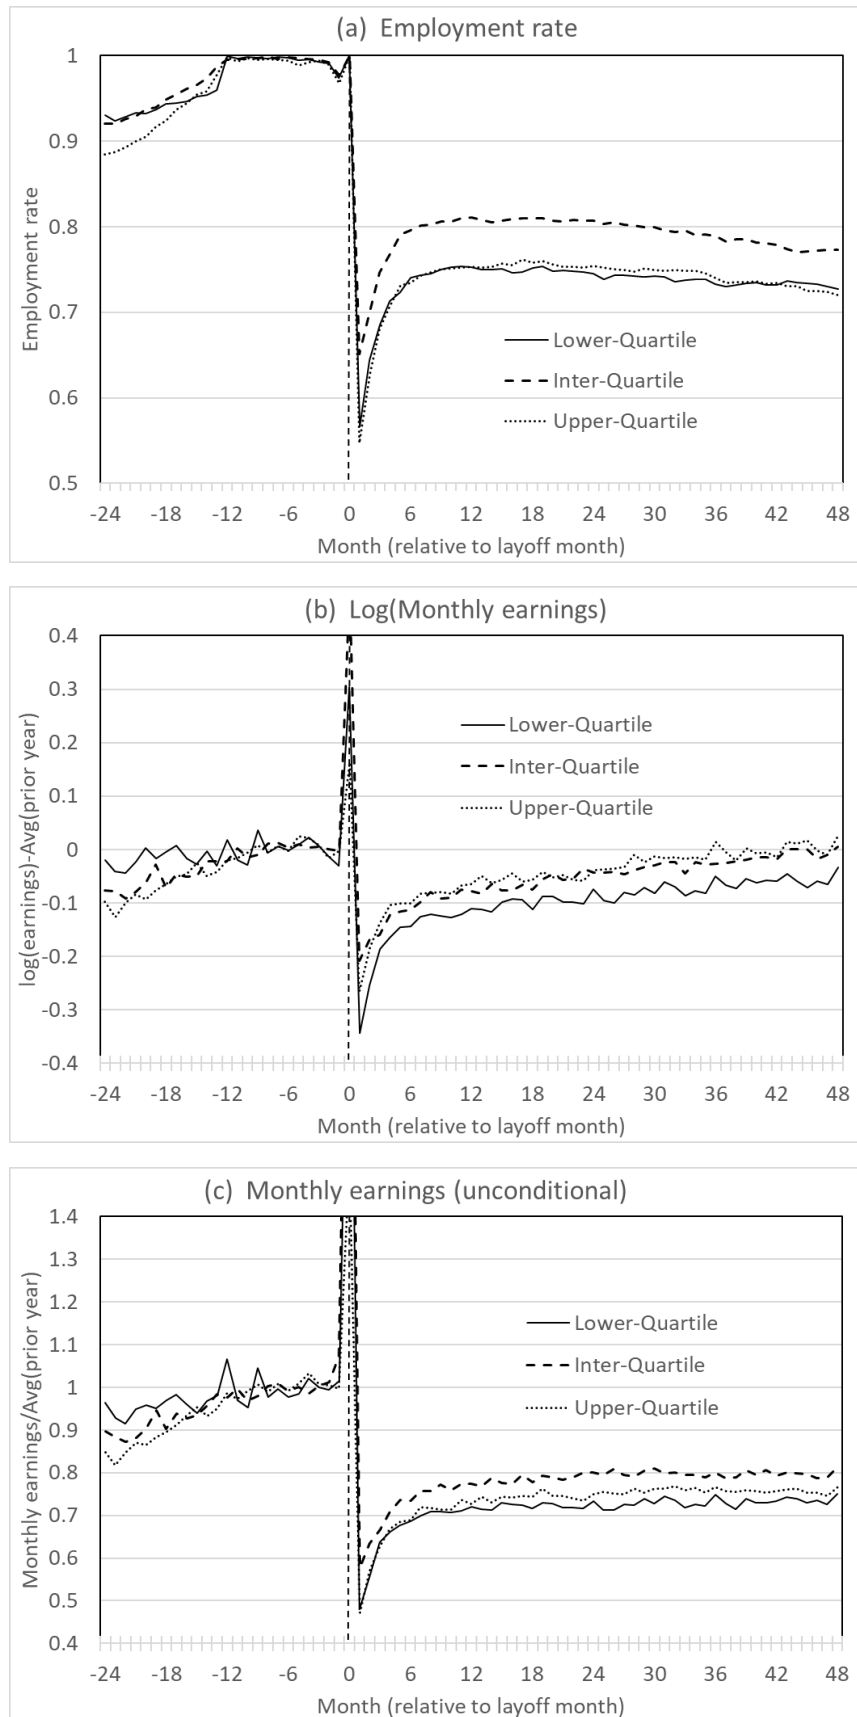 (a) Employment rate
1
0.9
0.8
0.7
0.6
0.5
Employment rate
Lower-Quartile
Inter-Quartile
Upper-Quartile
-24 -18 -12 -6 0 6 12 18 24 30 36 42 48
Month (relative to layoff month)
(b) Log(Monthly earnings)
0.4
0.3
0.2
0.1
0
-0.1
-0.2
-0.3
-0.4
log(earnings)-Avg(prior year)
Lower-Quartile
Inter-Quartile
Upper-Quartile
-24 -18 -12 -6 0 6 12 18 24 30 36 42 48
Month (relative to layoff month)
(c) Monthly earnings (unconditional)
1.4
1.3
1.2
1.1
1
0.9
0.8
0.7
0.6
0.5
0.4
Monthly earnings/Avg(prior year)
Lower-Quartile
Inter-Quartile
Upper-Quartile
-24 -18 -12 -6 0 6 12 18 24 30 36 42 48
Month (relative to layoff month)